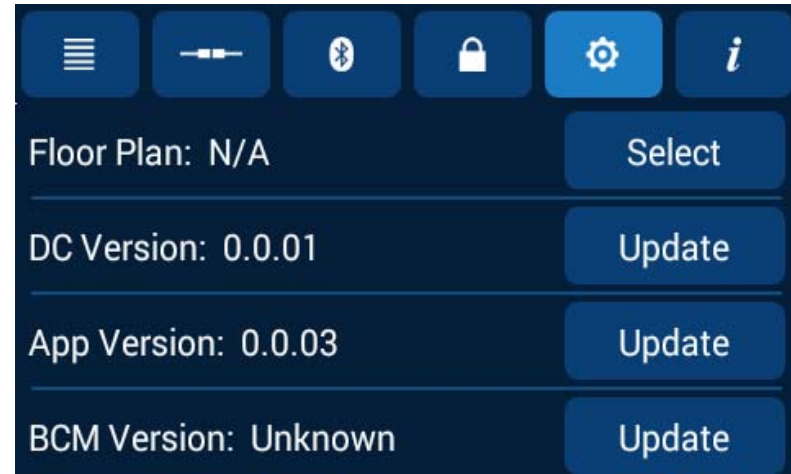 i
Floor Plan: N/A
Select
DC Version: 0.0.01
Update
App Version: 0.0.03
Update
BCM Version: Unknown
Update